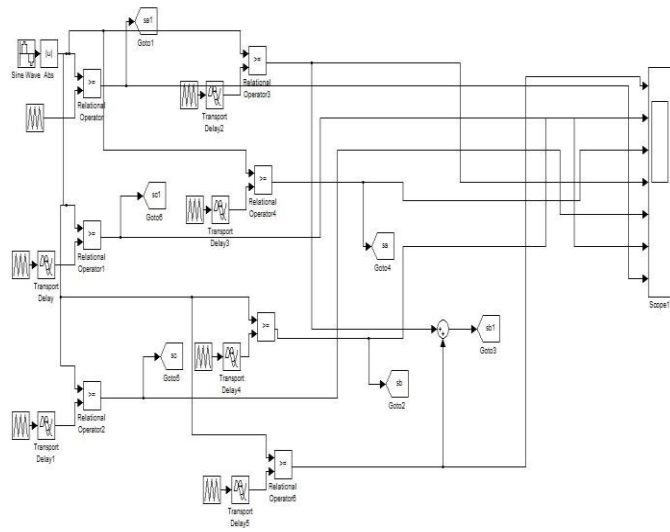 sa1
Goto1
|u|
Sine Wave
Abs
>=
Relational
Operator
>=
Relational
Operator3
Transport
Delay2
>=
Relational
Operator4
Transport
Delay3
sc1
Goto6
>=
Relational
Operator1
Transport
Delay
sa
Goto4
Scope1
>=
Transport
Delay4
sb1
Goto3
sc
Goto5
sb
Goto2
>=
Relational
Operator2
Transport
Delay1
>=
Relational
Operator6
Transport
Delay5